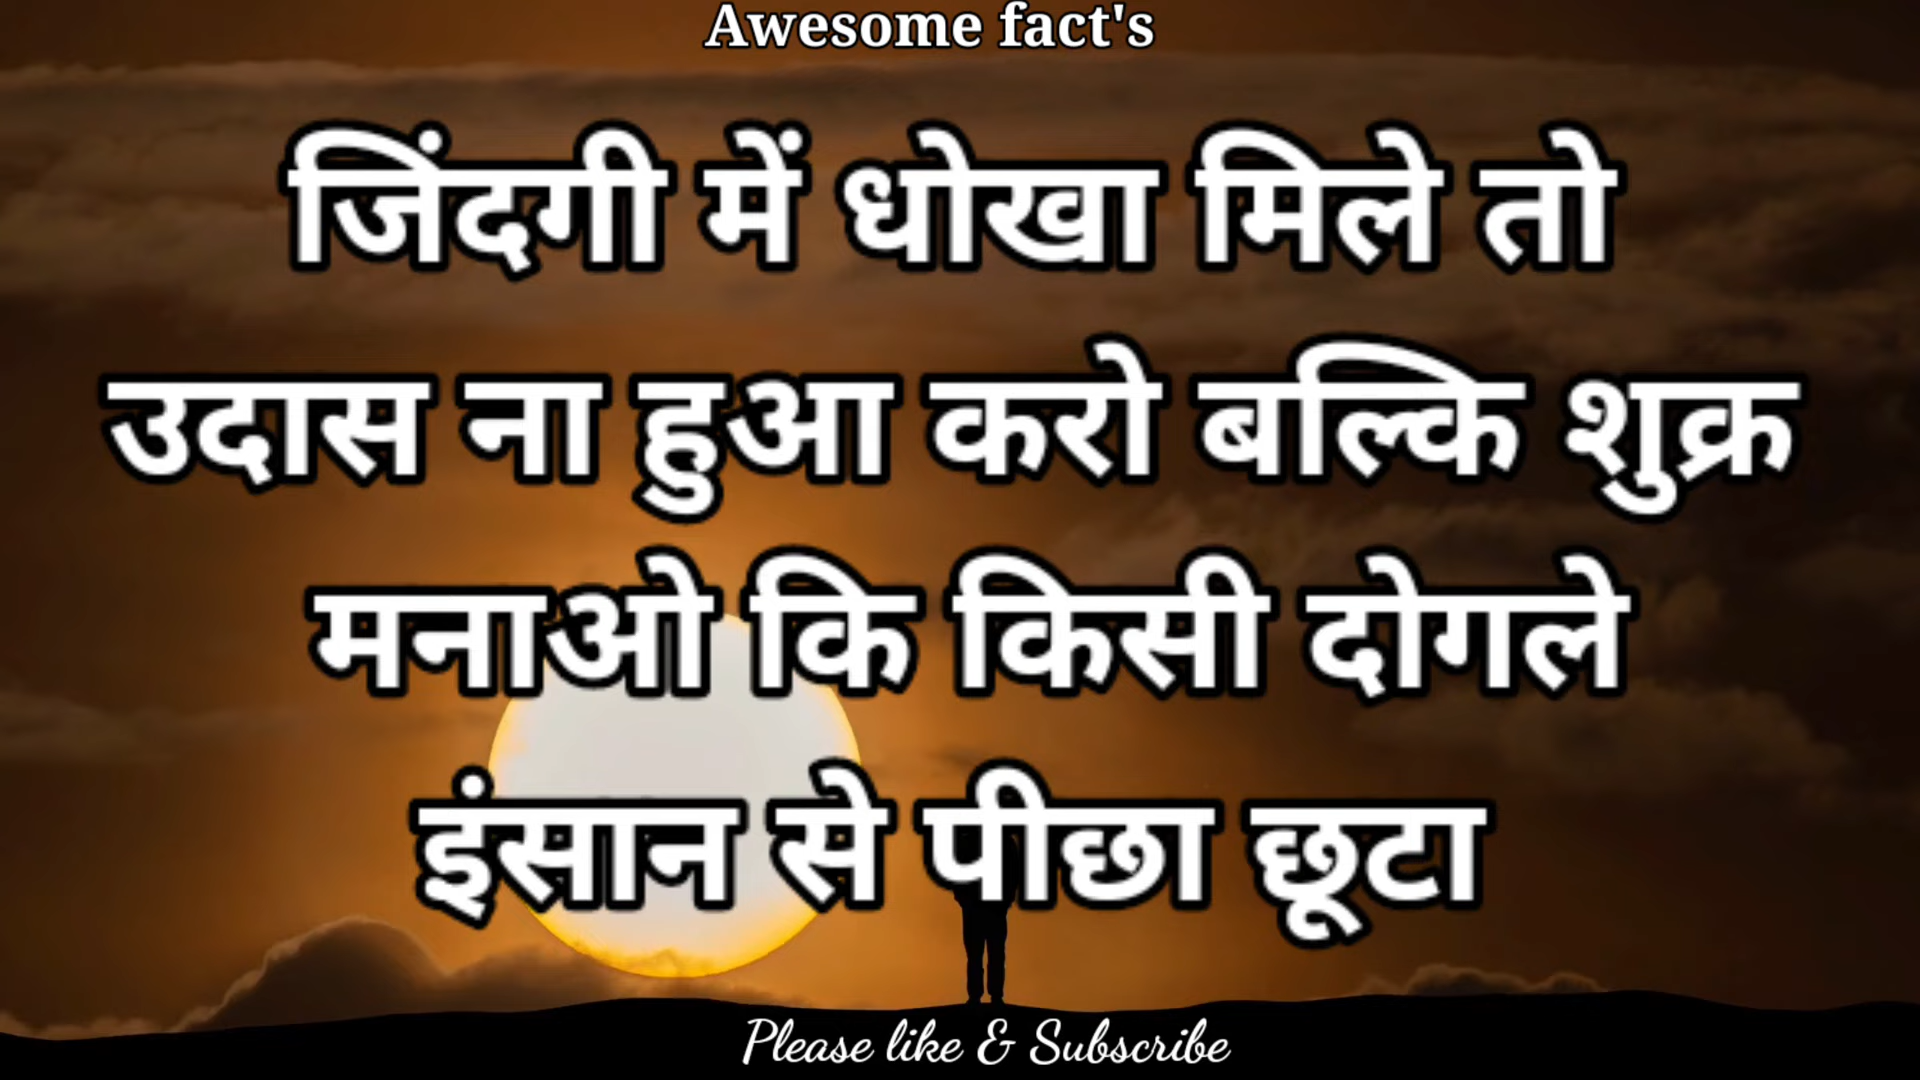 Awesome fact's
जिंदगी में धोखा मिले तो
उदास ना हुआ करो बल्कि शुक्र
मनाओ कि किसी दोगले
इंसान से पीछा छूटा
Please like & Subscribe